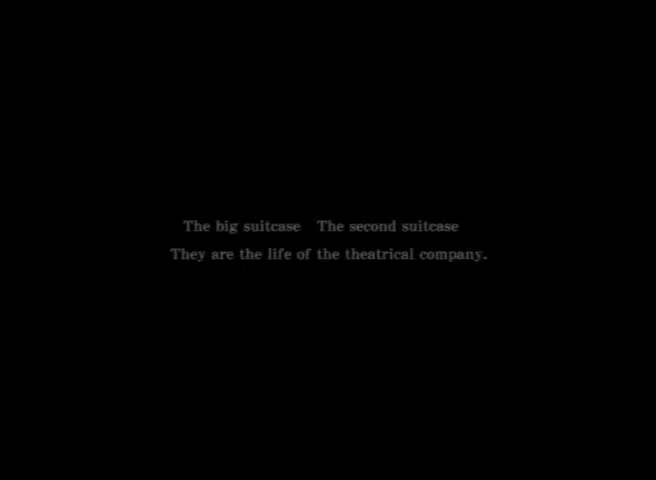 The big suitcase The second suitcase
They are the life of the theatrical company.